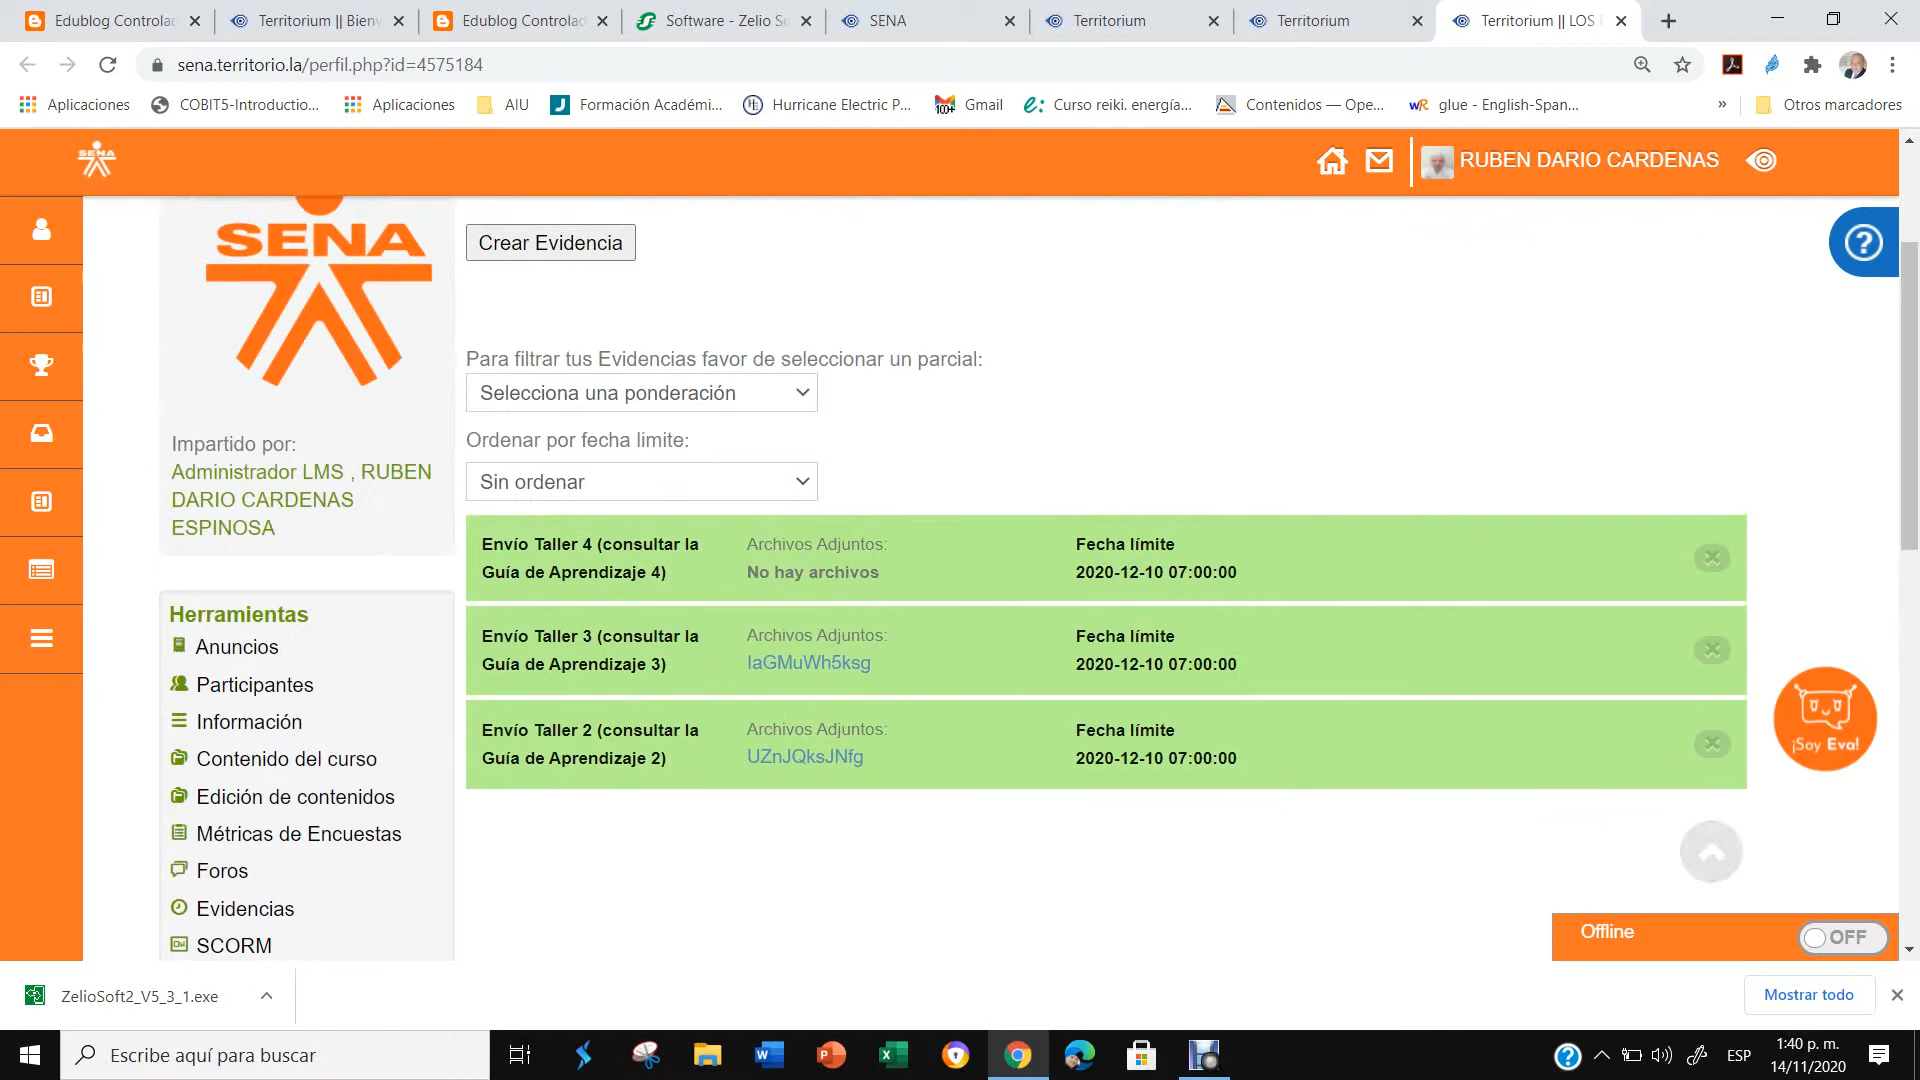 Edublog Controlad
Territorium || Bienv
Edublog Controlad
Software - Zelio So
SENA
Territorium
Territorium
Territorium || LOS
sena.territorio.la/perfil.php?id=4575184
Aplicaciones
COBIT5-Introductio...
Aplicaciones
AIU
Formación Académi...
Hurricane Electric P...
Gmail
Curso reiki. energía...
Contenidos — Ope...
glue - English-Span...
»
Otros marcadores
SENA
RUBEN DARIO CARDENAS
SENA
Crear Evidencia
Para filtrar tus Evidencias favor de seleccionar un parcial:
Selecciona una ponderación
Ordenar por fecha limite:
Sin ordenar
Impartido por:
Administrador LMS , RUBEN
DARIO CARDENAS
ESPINOSA
Envío Taller 4 (consultar la
Guía de Aprendizaje 4)
Archivos Adjuntos:
No hay archivos
Fecha límite
2020-12-10 07:00:00
Envío Taller 3 (consultar la
Guía de Aprendizaje 3)
Archivos Adjuntos:
IaGMuWh5ksg
Fecha límite
2020-12-10 07:00:00
Envío Taller 2 (consultar la
Guía de Aprendizaje 2)
Archivos Adjuntos:
UZnJQksJNfg
Fecha límite
2020-12-10 07:00:00
Herramientas
Anuncios
Participantes
Información
Contenido del curso
Edición de contenidos
Métricas de Encuestas
Foros
Evidencias
SCORM
¡Soy Eva!
Offline
OFF
ZelioSoft2_V5_3_1.exe
Mostrar todo
Escribe aquí para buscar
ESP
1:40 p. m.
14/11/2020